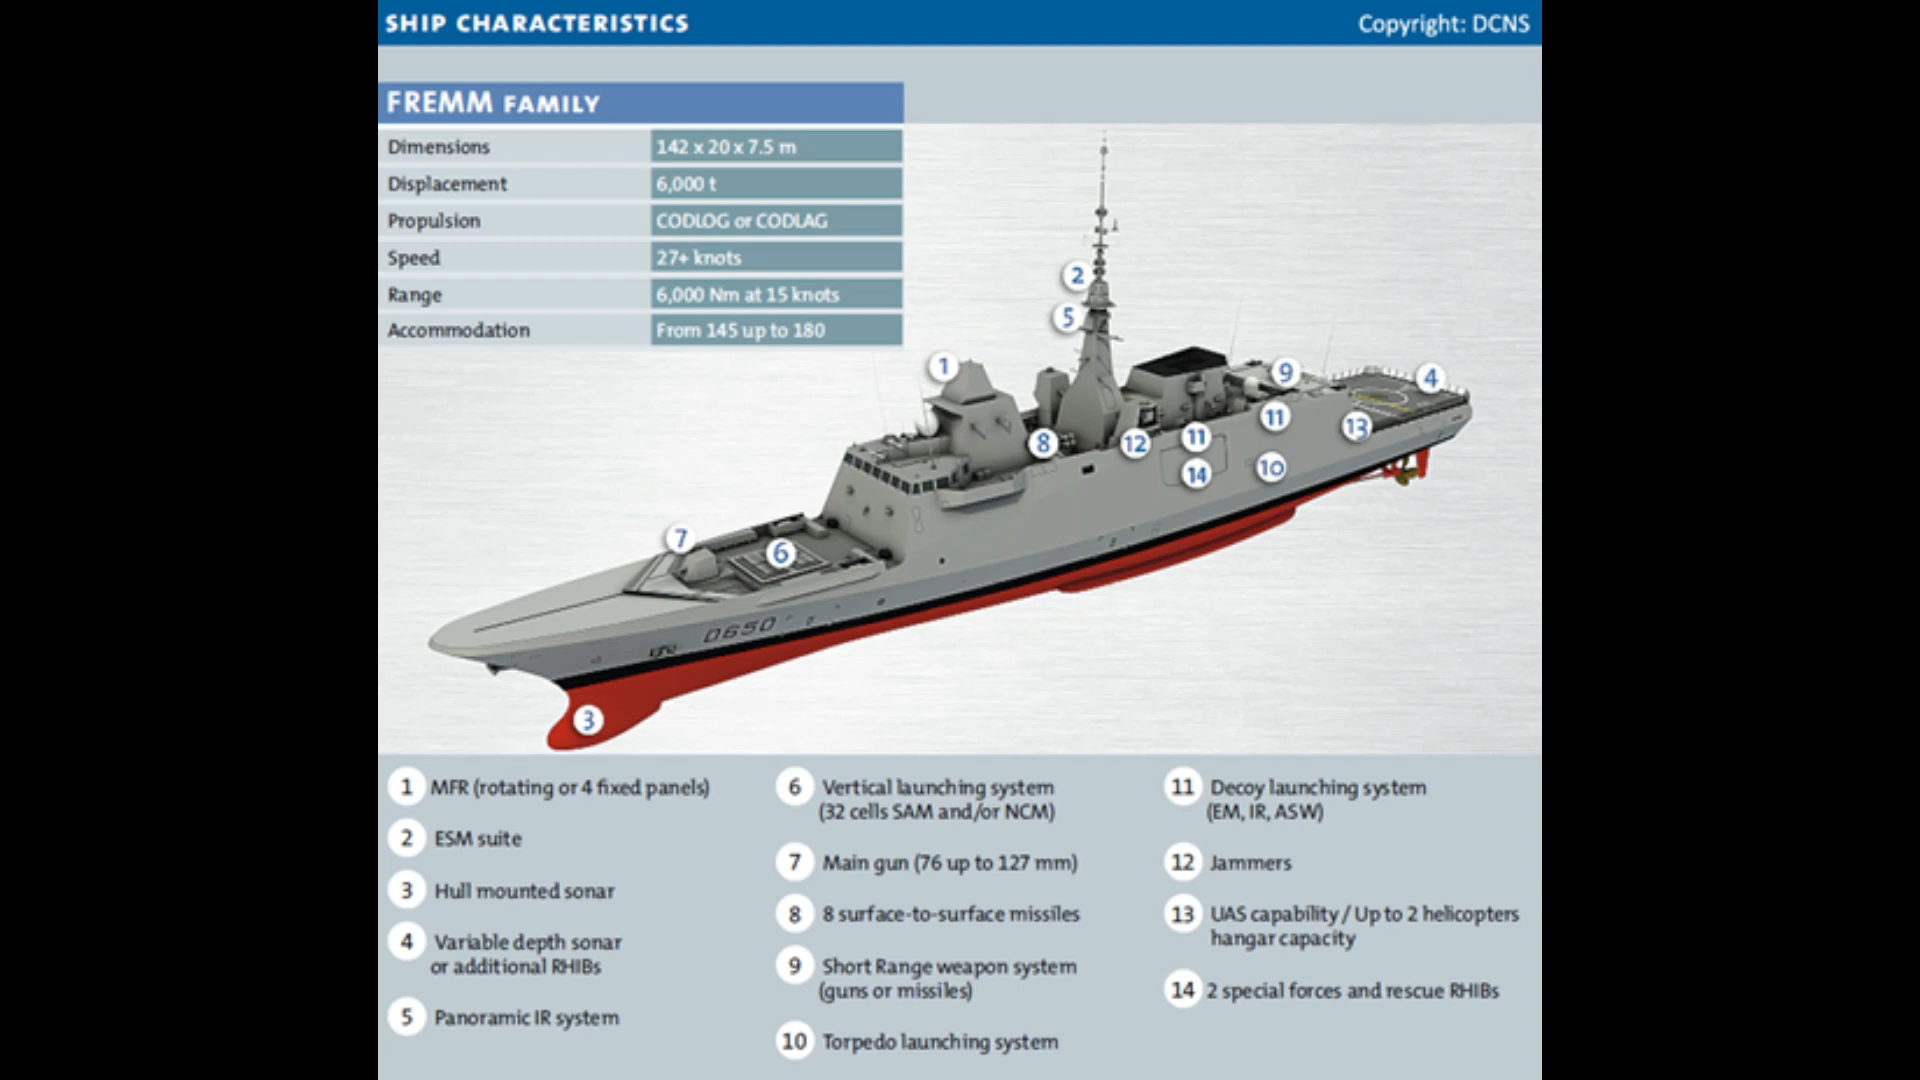 SHIP CHARACTERISTICS
Copyright: DCNS
FREMM FAMILY
Dimensions 142 x 20 x 7.5 m
Displacement 6,000 t
Propulsion CODLOG or CODLAG
Speed 27+ knots
Range 6,000 Nm at 15 knots
Accommodation From 145 up to 180
2
5
1
9
4
11
13
8
12
11
14
10
7
6
D650
3
1 MFR (rotating or 4 fixed panels)
2 ESM suite
3 Hull mounted sonar
4 Variable depth sonar
or additional RHIBs
5 Panoramic IR system
6 Vertical launching system
(32 cells SAM and/or NCM)
7 Main gun (76 up to 127 mm)
8 8 surface-to-surface missiles
9 Short Range weapon system
(guns or missiles)
10 Torpedo launching system
11 Decoy launching system
(EM, IR, ASW)
12 Jammers
13 UAS capability / Up to 2 helicopters
hangar capacity
14 2 special forces and rescue RHIBs